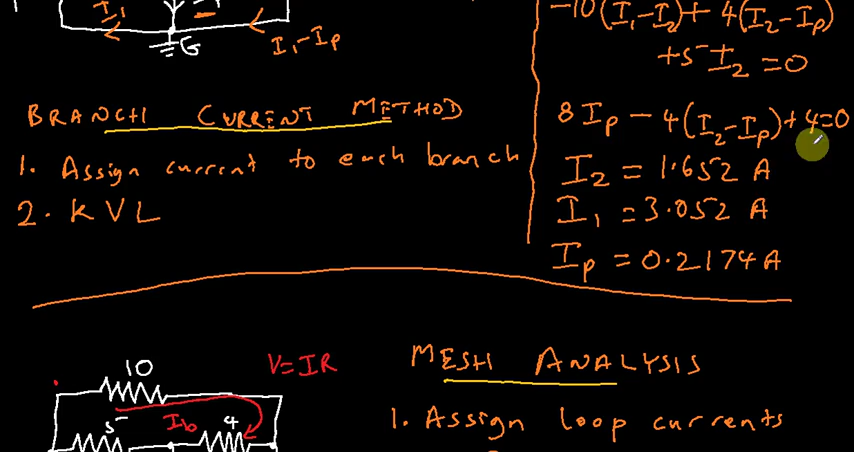 I₁
G
I₁-Iₚ
-10(I₁-I₂)+ 4(I₂-Iₚ)
+5I₂=0
BRANCH CURRENT METHOD
1. Assign current to each branch
2. KVL
8Iₚ - 4(I₂-Iₚ)+4=0
I₂ = 1.652 A
I₁ =3.052 A
Iₚ =0.2174A
MESH ANALYSIS
1. Assign loop currents
10
V=IR
5
I_b
4